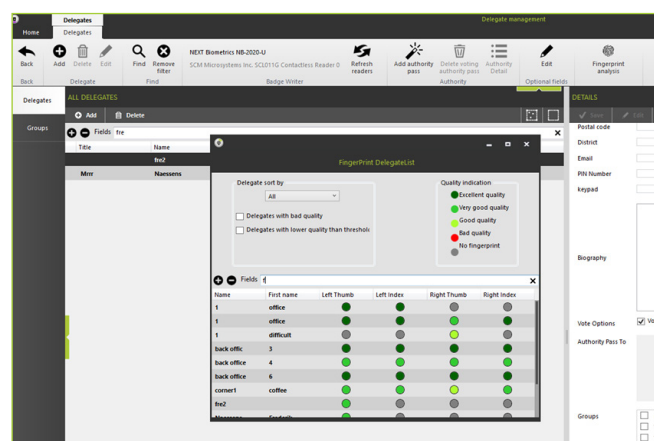 Delegates
Delegate management
Home
Delegates
Back
Add
Delete
Edit
Find
Remove filter
NEXT Biometrics NB-2020-U
SCM Microsystems Inc. SCL011G Contactless Reader 0
Refresh readers
Add authority pass
Delete voting authority pass
Authority Detail
Edit
Fingerprint analysis
Back
Delegate
Find
Badge Writer
Authority
Optional fields
Delegates
Groups
ALL DELEGATES
Add
Delete
Fields fre
Title Name
fre2
Mrrr Naessens
DETAILS
Save
Edit
Postal code
District
Email
PIN Number
keypad
Biography
Vote Options
Authority Pass To
Groups
FingerPrint DelegateList
Delegate sort by
All
Delegates with bad quality
Delegates with lower quality than threshol
Quality indication
Excellent quality
Very good quality
Good quality
Bad quality
No fingerprint
Fields f
Name First name Left Thumb Left Index Right Thumb Right Index
1 office
1 office
1 difficult
back offic 3
back office 4
back office 6
corner1 coffee
fre2